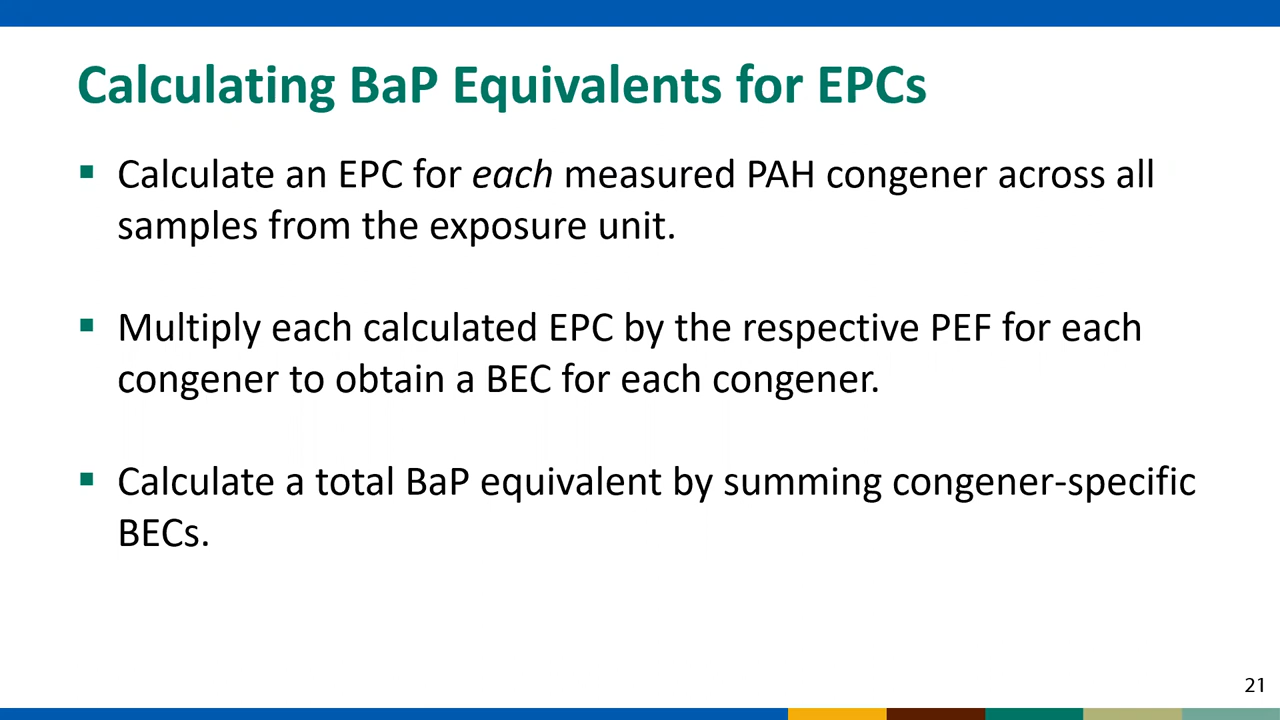 Calculating BaP Equivalents for EPCs
▪ Calculate an EPC for each measured PAH congener across all
samples from the exposure unit.
▪ Multiply each calculated EPC by the respective PEF for each
congener to obtain a BEC for each congener.
▪ Calculate a total BaP equivalent by summing congener-specific
BECs.
21